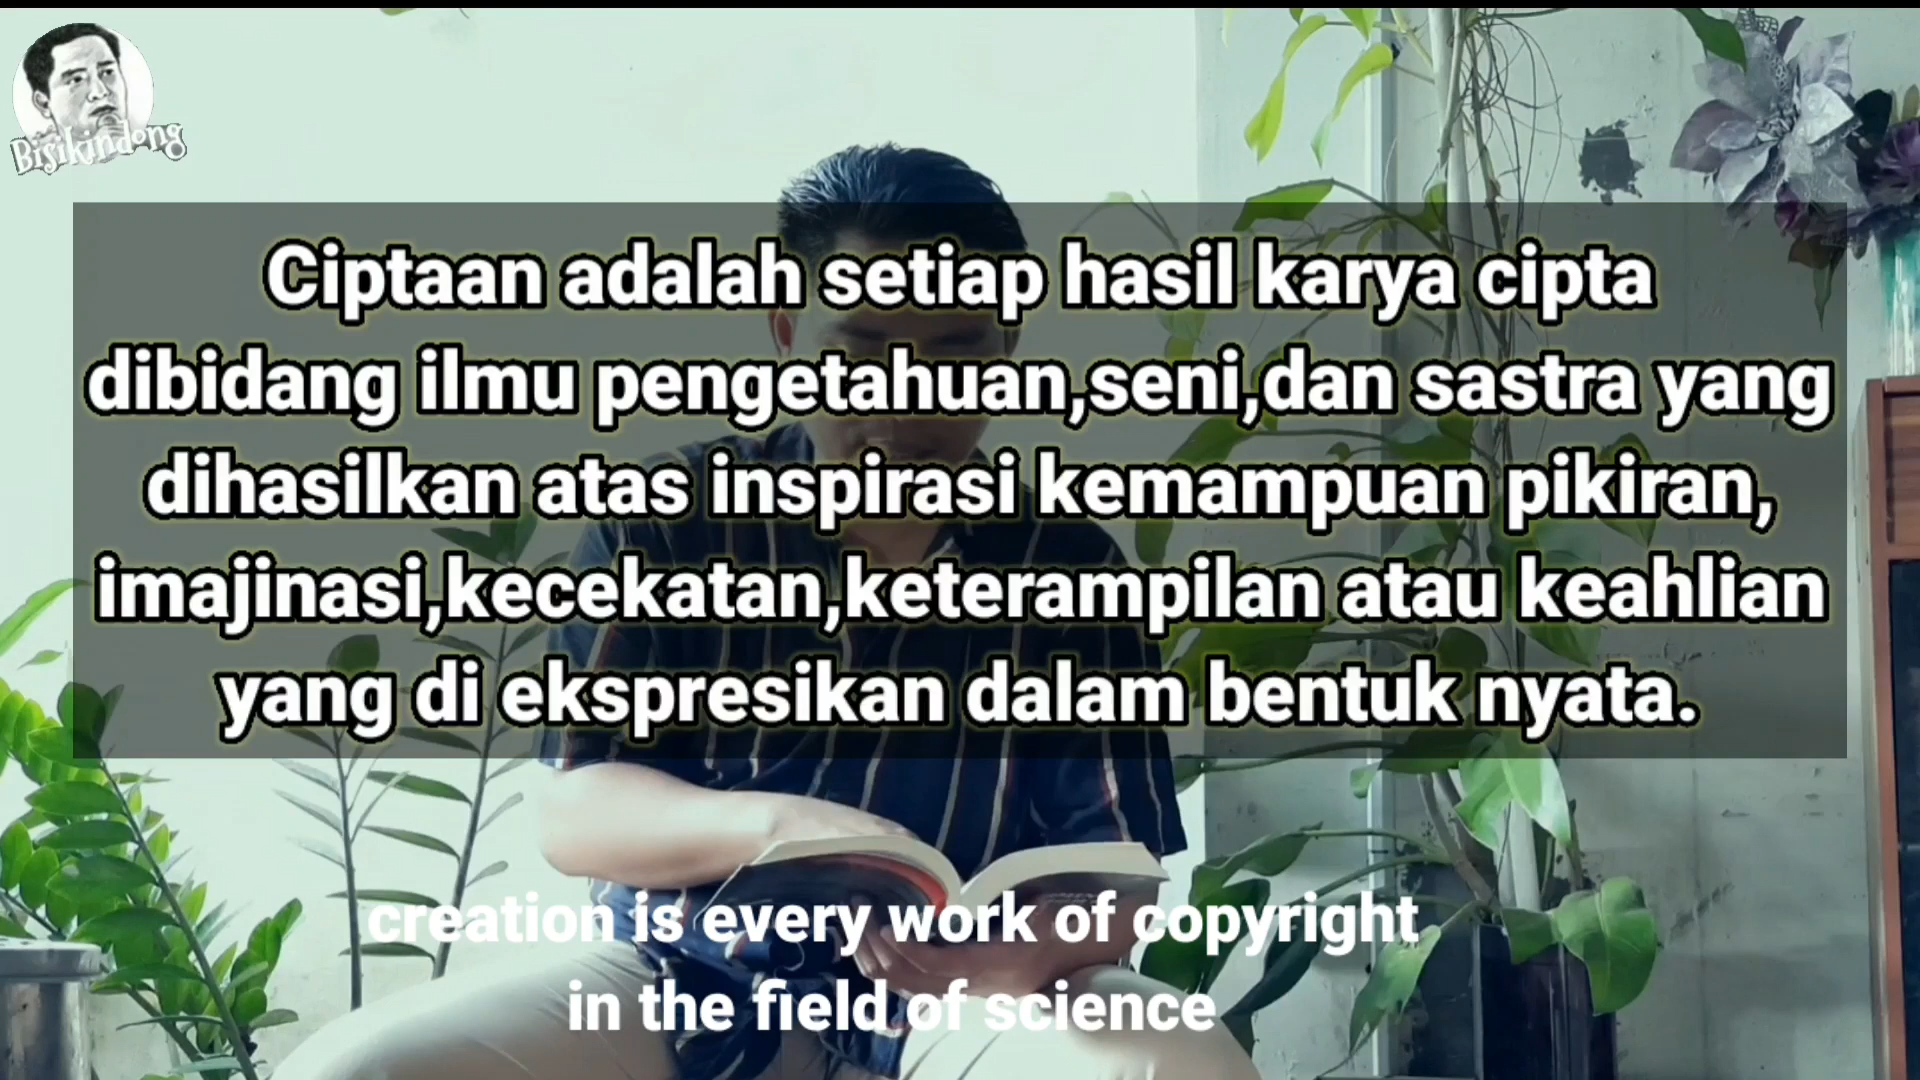 Bisikindong
Ciptaan adalah setiap hasil karya cipta
dibidang ilmu pengetahuan,seni,dan sastra yang
dihasilkan atas inspirasi kemampuan pikiran,
imajinasi,kecekatan,keterampilan atau keahlian
yang di ekspresikan dalam bentuk nyata.
creation is every work of copyright
in the field of science